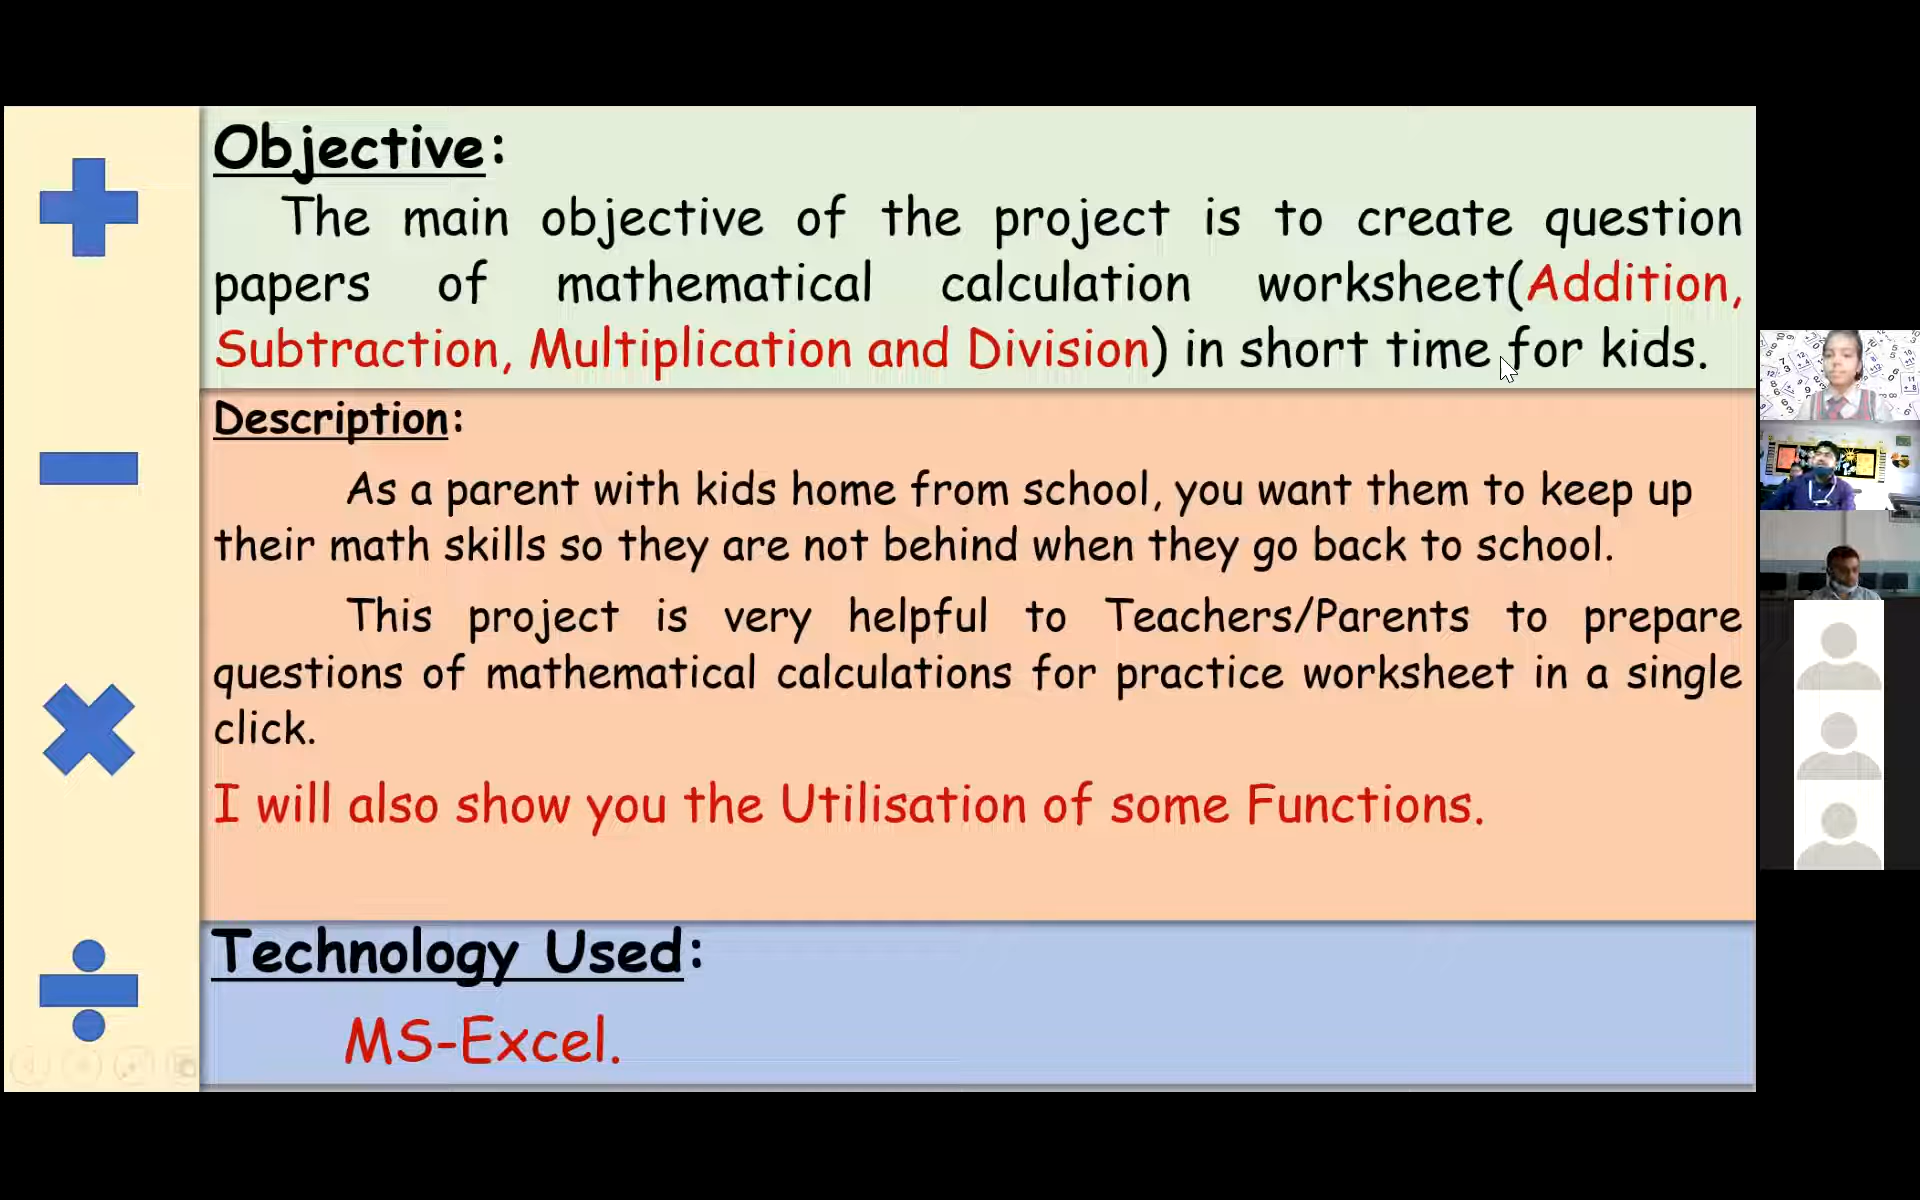 Objective:
The main objective of the project is to create question
papers of mathematical calculation worksheet(Addition,
Subtraction, Multiplication and Division) in short time for kids.
Description:
As a parent with kids home from school, you want them to keep up
their math skills so they are not behind when they go back to school.
This project is very helpful to Teachers/Parents to prepare
questions of mathematical calculations for practice worksheet in a single
click.
I will also show you the Utilisation of some Functions.
Technology Used:
MS-Excel.